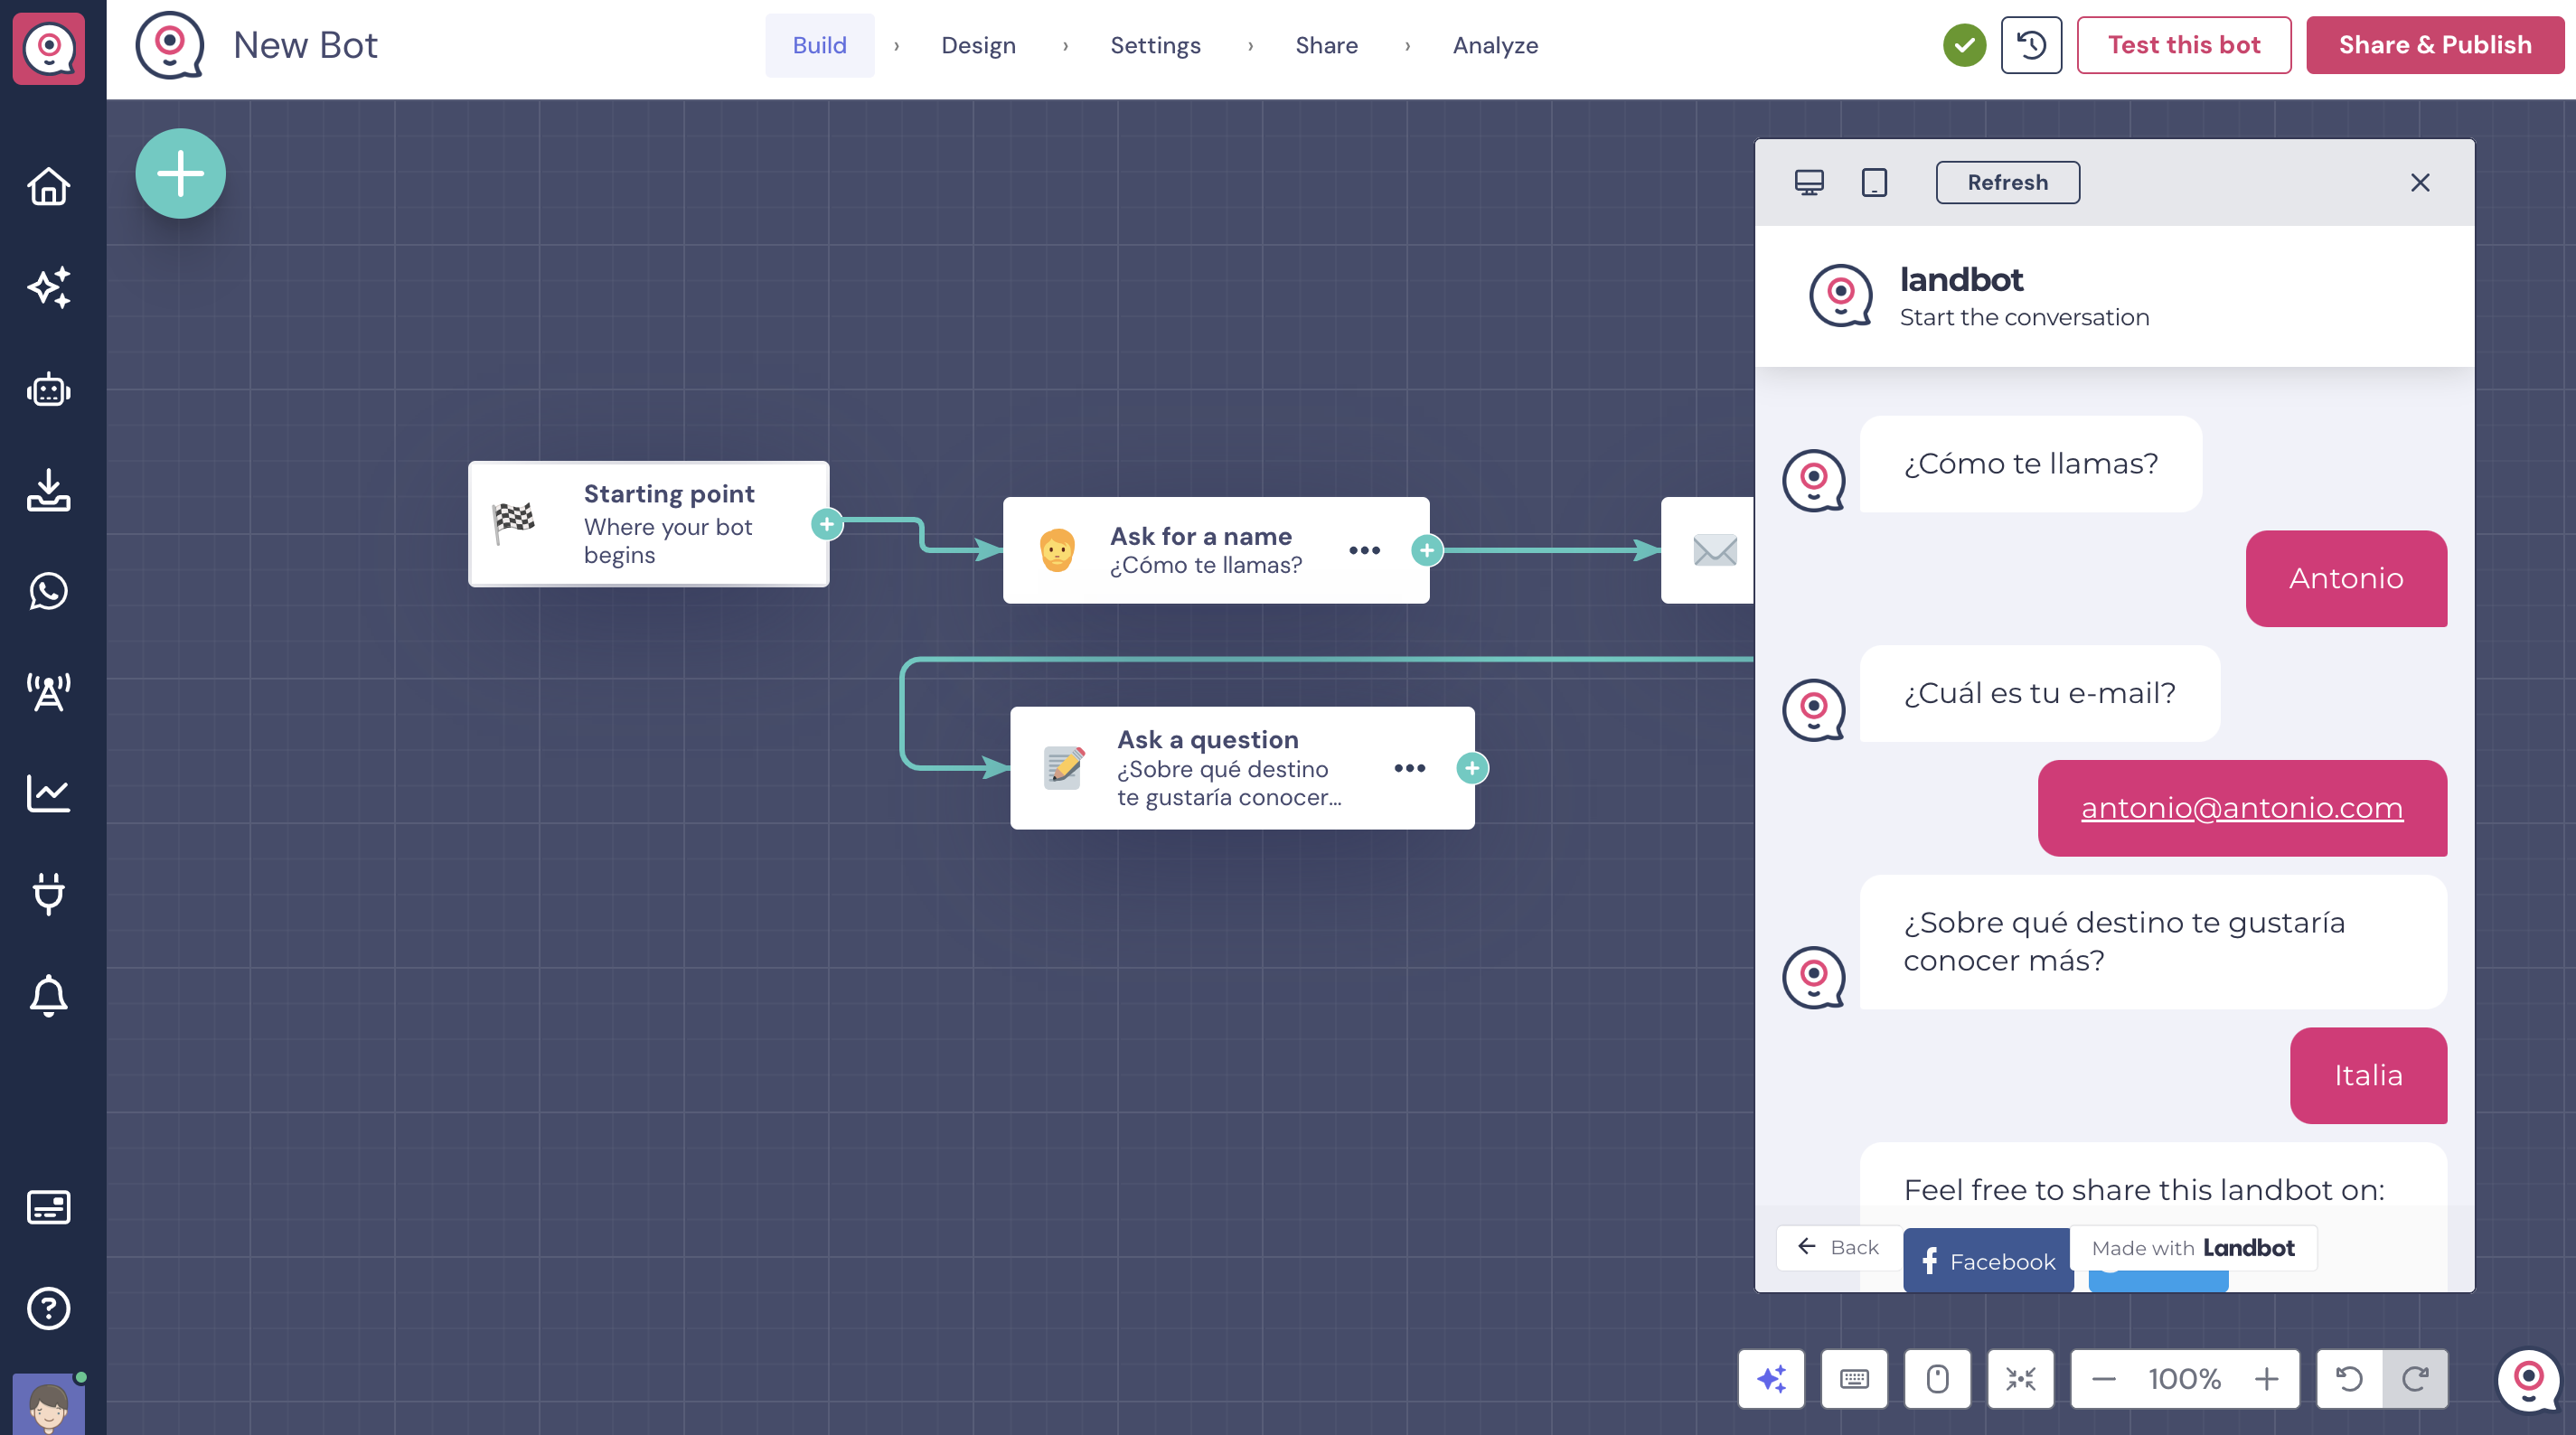 New Bot
Build
›
Design
›
Settings
›
Share
›
Analyze
Test this bot
Share & Publish
Starting point
Where your bot
begins
Ask for a name
¿Cómo te llamas?
Ask a question
¿Sobre qué destino
te gustaría conocer...
Refresh
landbot
Start the conversation
¿Cómo te llamas?
Antonio
¿Cuál es tu e-mail?
antonio@antonio.com
¿Sobre qué destino te gustaría
conocer más?
Italia
Feel free to share this landbot on:
Back
Facebook
Made with Landbot
100%